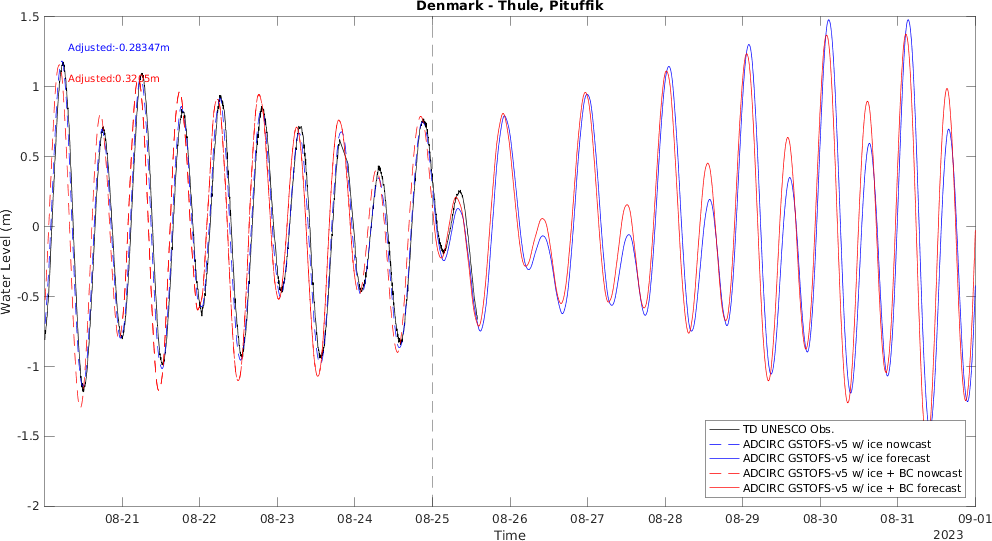 Denmark - Thule, Pituffik
Adjusted:-0.28347m
1.5
1
0.5
0
-0.5
-1
-1.5
-2
Water Level (m)
08-21
08-22
08-23
08-24
08-25
08-26
08-27
08-28
08-29
08-30
08-31
09-01
Time
2023
TD UNESCO Obs.
ADCIRC GSTOFS-v5 w/ ice nowcast
ADCIRC GSTOFS-v5 w/ ice forecast
ADCIRC GSTOFS-v5 w/ ice + BC nowcast
ADCIRC GSTOFS-v5 w/ ice + BC forecast